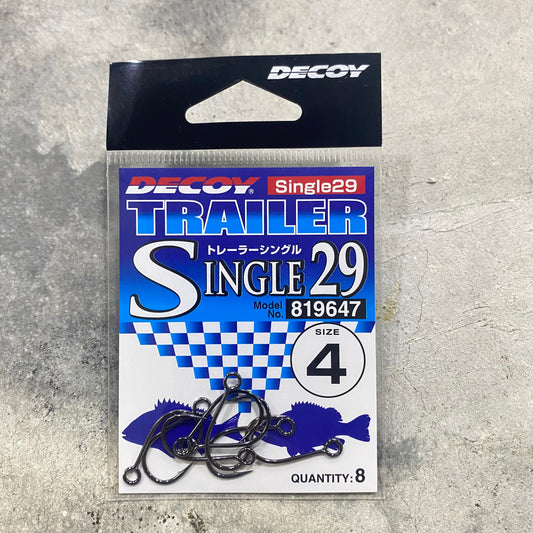 DECOY
DECOY® Single29
TRAILER
トレーラーシングル
SINGLE 29
Model No. 819647
SIZE
4
QUANTITY:8